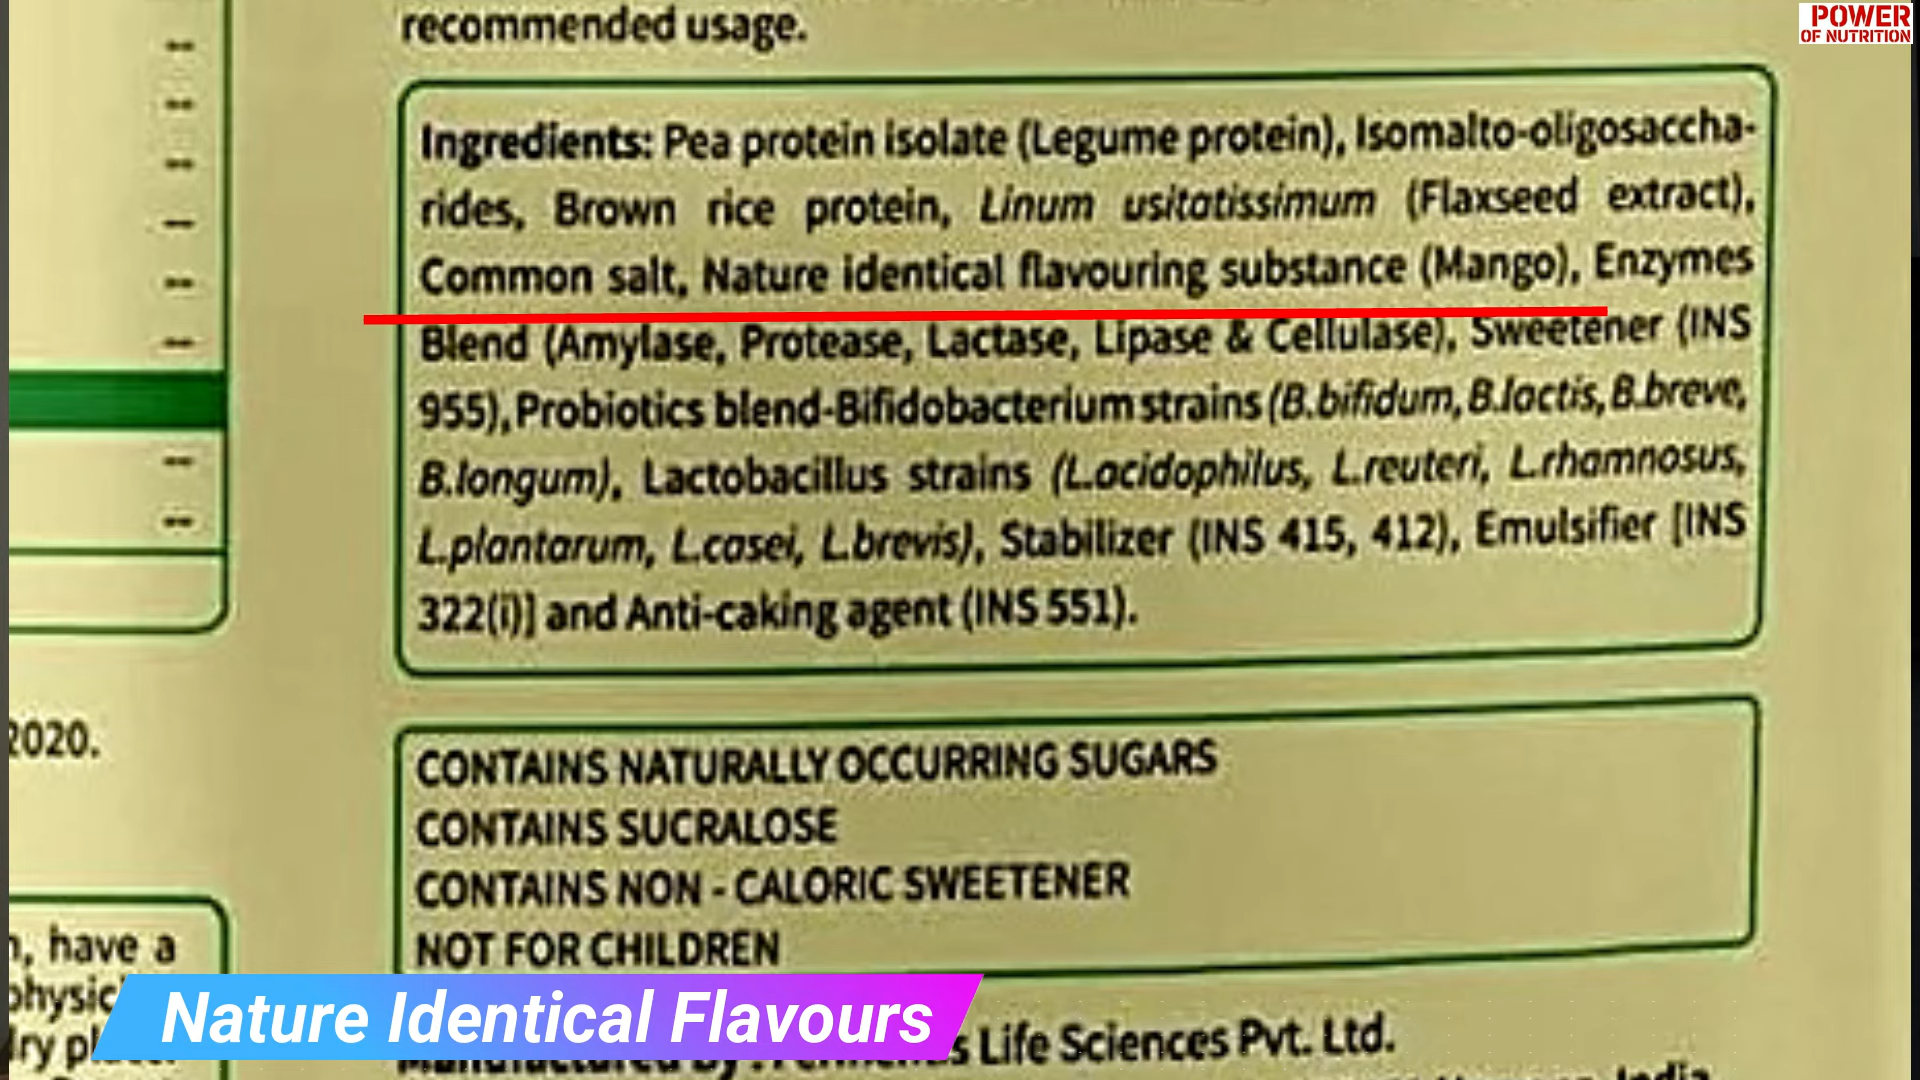 recommended usage.
POWER
OF NUTRITION
Ingredients: Pea protein isolate (Legume protein), Isomalto-oligosaccha-
rides, Brown rice protein, Linum usitatissimum (Flaxseed extract),
Common salt, Nature identical flavouring substance (Mango), Enzymes
Blend (Amylase, Protease, Lactase, Lipase & Cellulase), Sweetener (INS
955), Probiotics blend-Bifidobacterium strains (B.bifidum, B.lactis, B.breve,
B.longum), Lactobacillus strains (L.acidophilus, L.reuteri, L.rhamnosus,
L.plantarum, L.casei, L.brevis), Stabilizer (INS 415, 412), Emulsifier [INS
322(i)] and Anti-caking agent (INS 551).
2020.
CONTAINS NATURALLY OCCURRING SUGARS
CONTAINS SUCRALOSE
CONTAINS NON - CALORIC SWEETENER
NOT FOR CHILDREN
have a
Nature Identical Flavours
Life Sciences Pvt. Ltd.
India